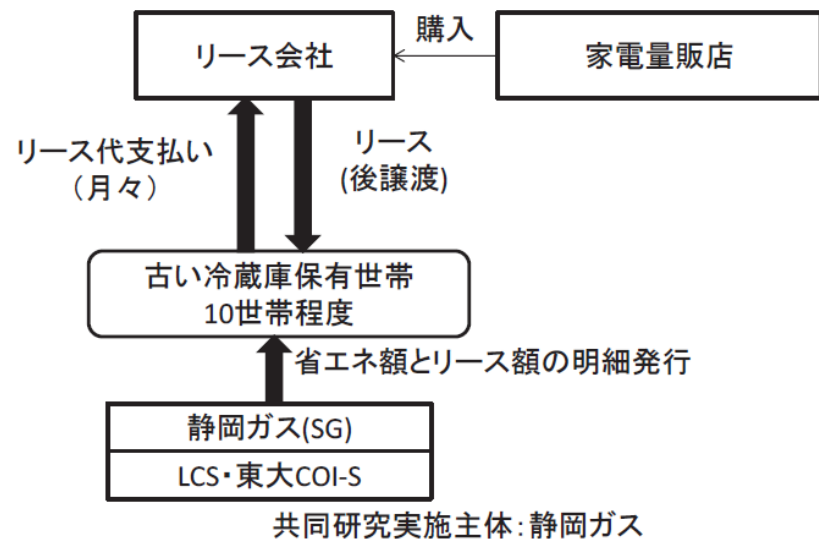 購入
リース会社
家電量販店
リース代支払い
（月々）
リース
(後譲渡)
古い冷蔵庫保有世帯
10世帯程度
省エネ額とリース額の明細発行
静岡ガス(SG)
LCS・東大COI-S
共同研究実施主体：静岡ガス